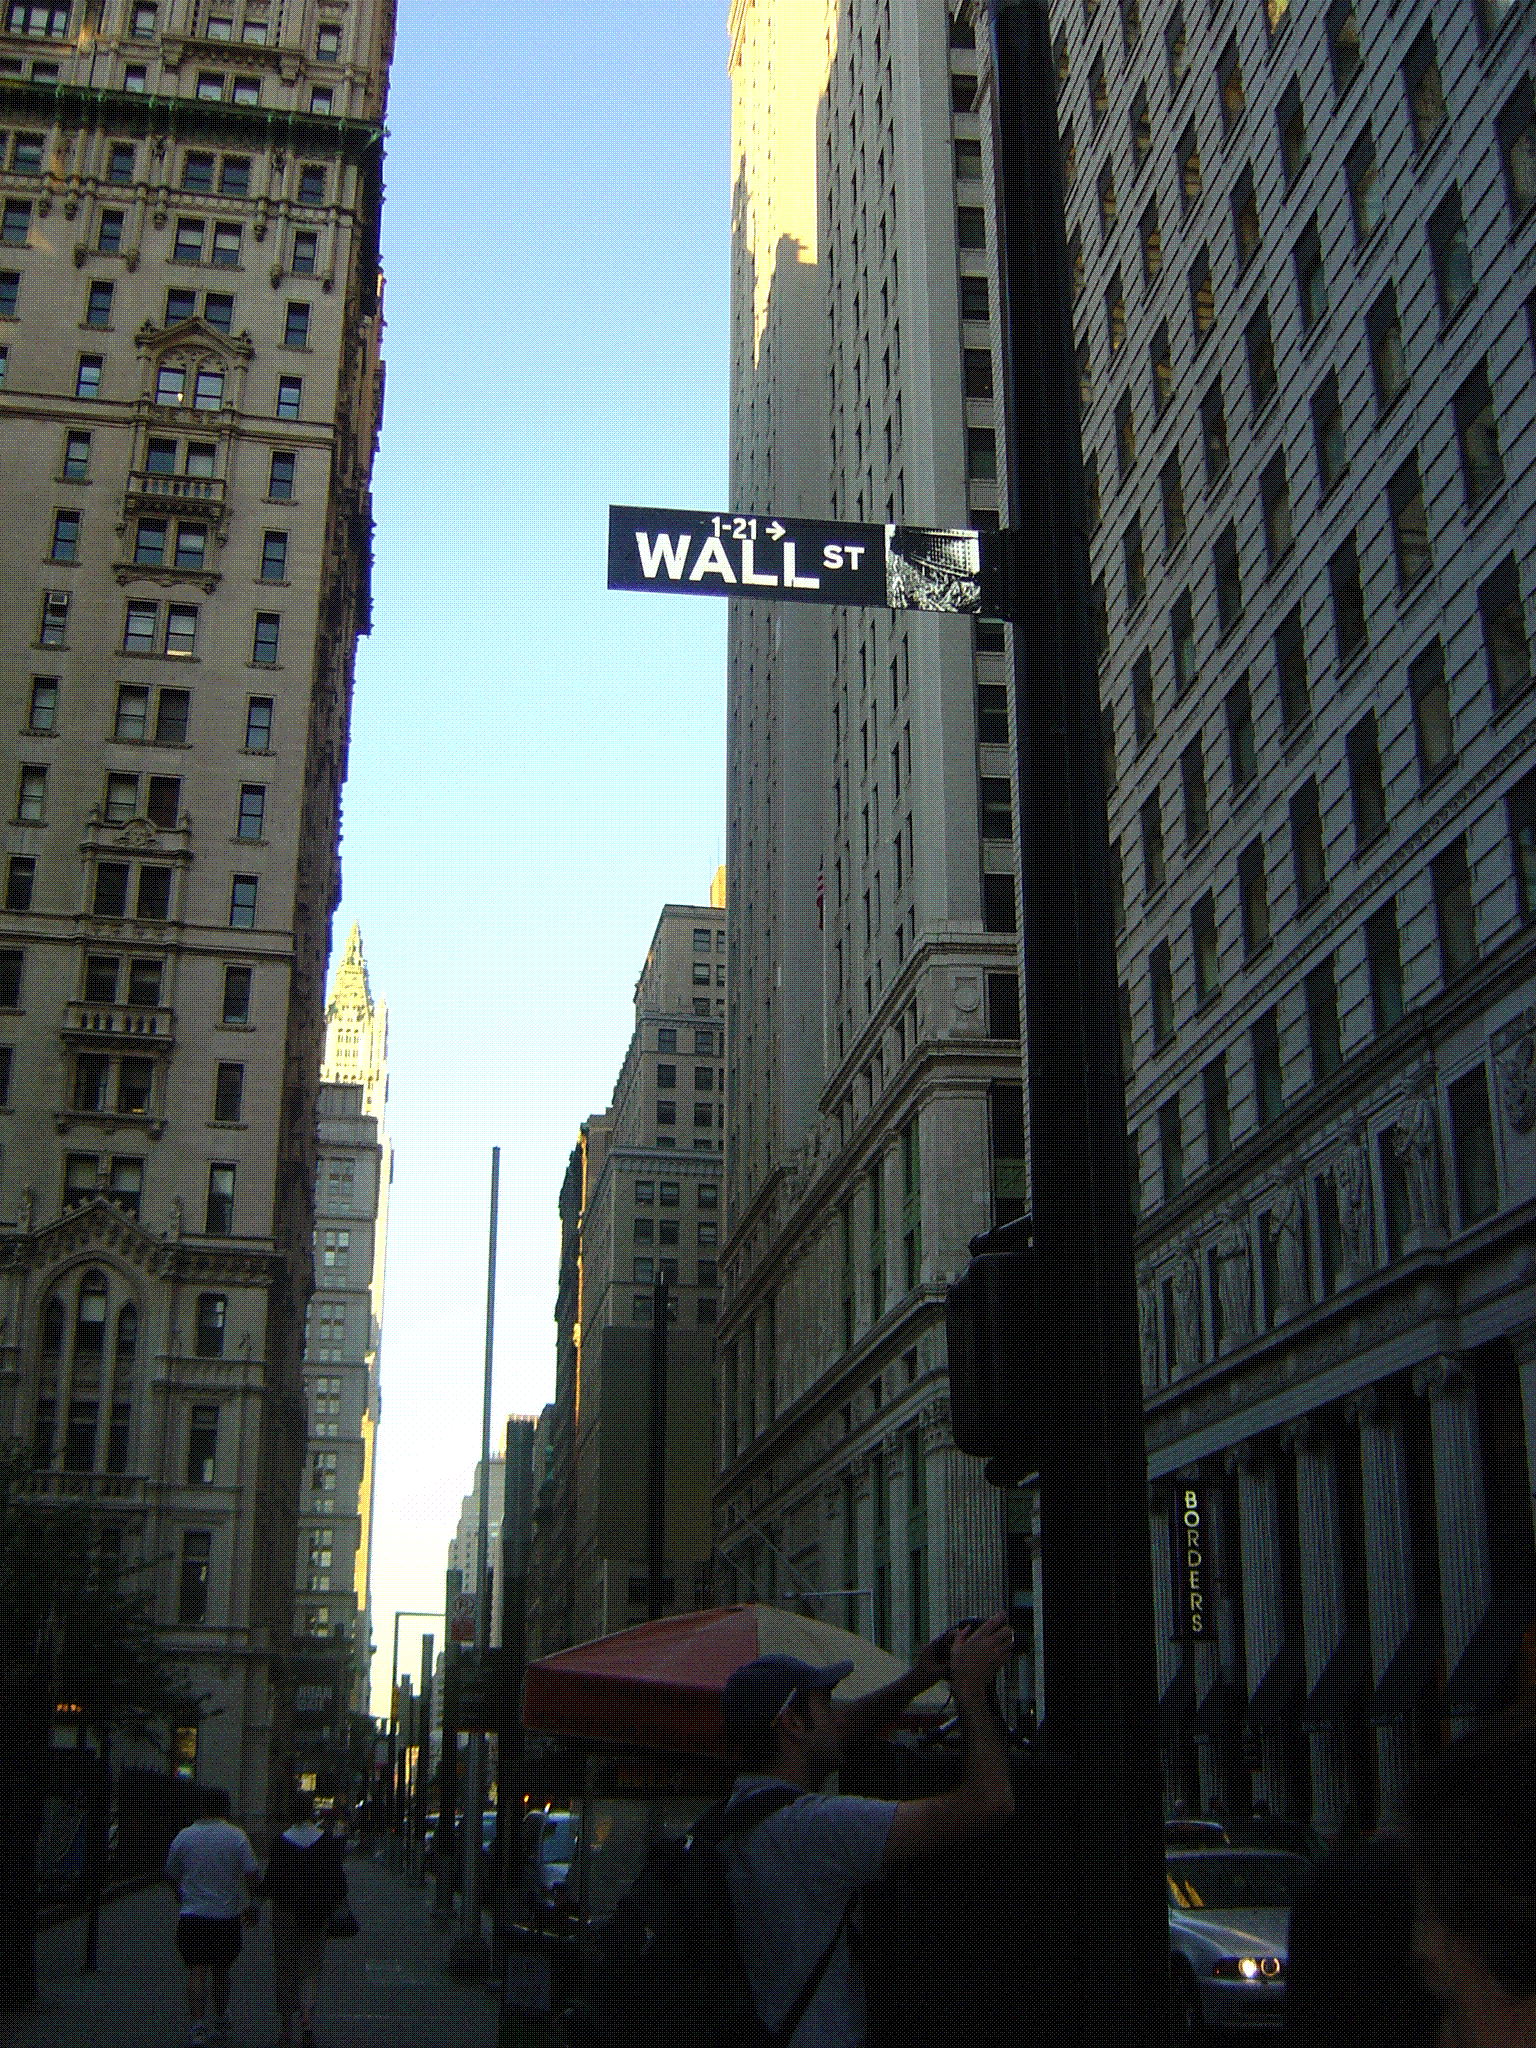 1-21 →
WALL ST
BORDERS